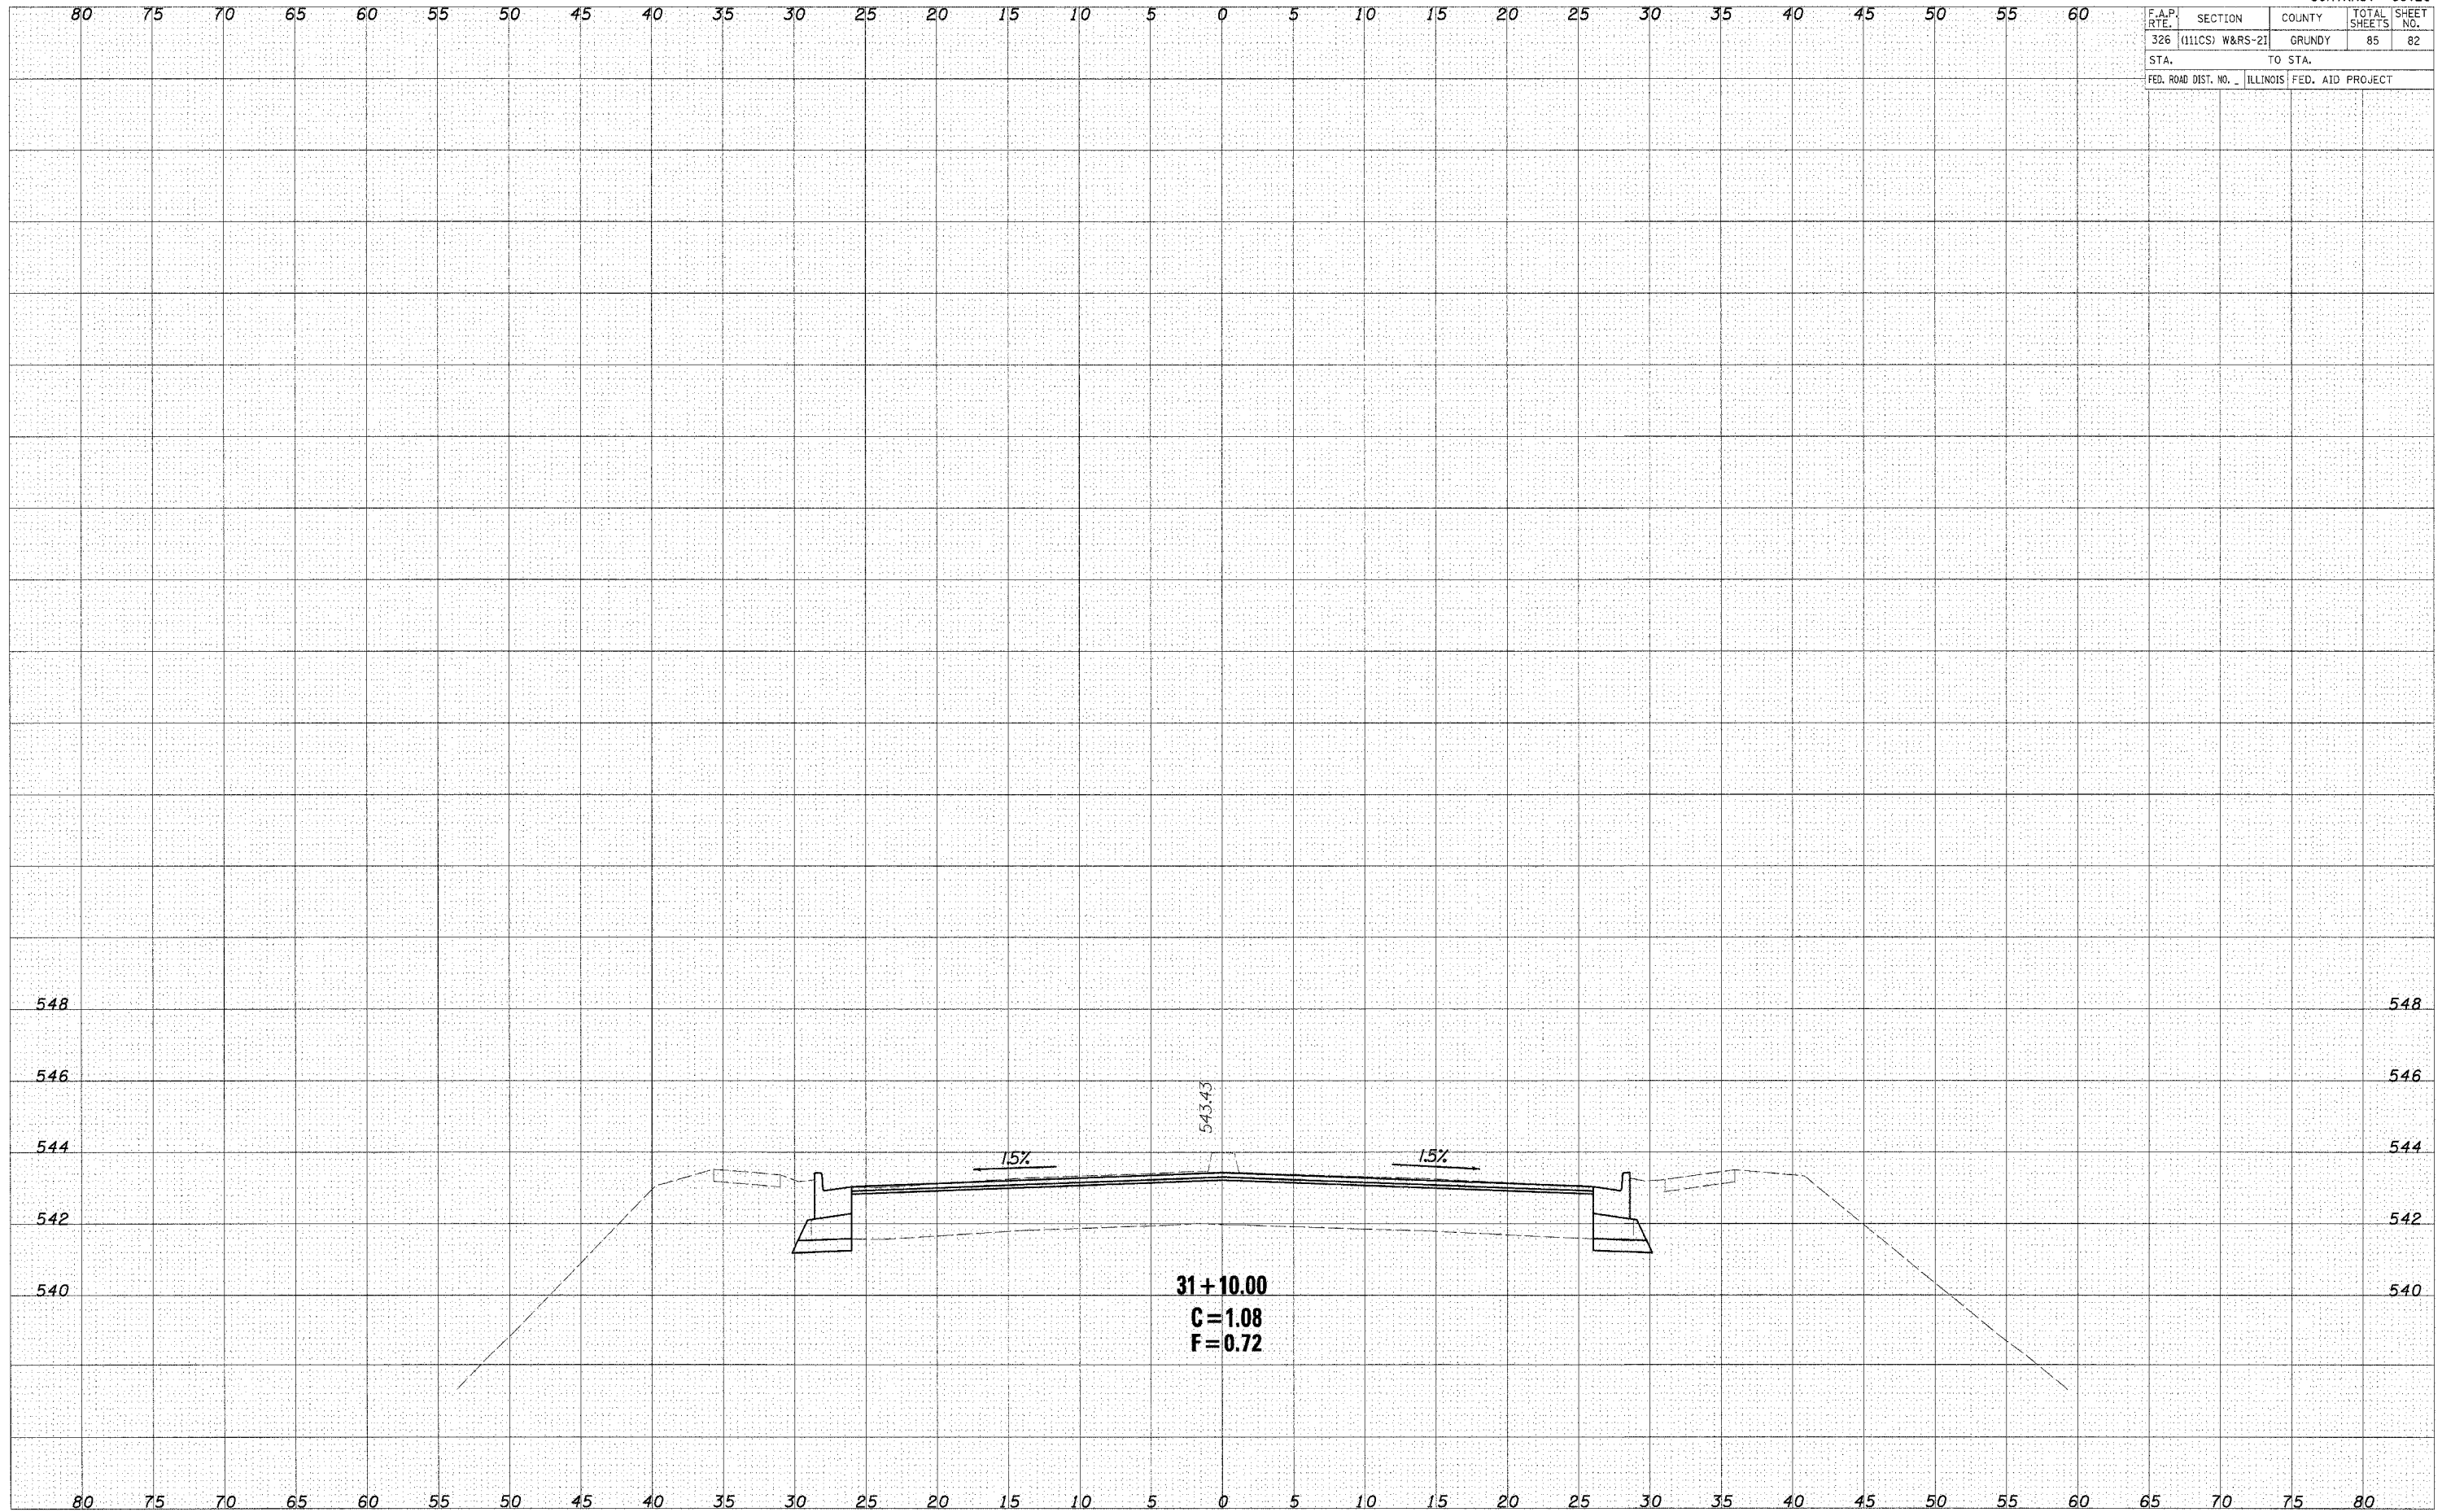 80 75 70 65 60 55 50 45 40 35 30 25 20 15 10 5 0 5 10 15 20 25 30 35 40 45 50 55 60
F.A.P. RTE. SECTION COUNTY TOTAL SHEETS SHEET NO.
326 (111CS) W&RS-2I GRUNDY 85 82
STA. TO STA.
FED. ROAD DIST. NO. _ ILLINOIS FED. AID PROJECT
548 548
546 546
543.43
544 544
1.5% 1.5%
542 542
540 540
31+10.00
C=1.08
F=0.72
80 75 70 65 60 55 50 45 40 35 30 25 20 15 10 5 0 5 10 15 20 25 30 35 40 45 50 55 60 65 70 75 80